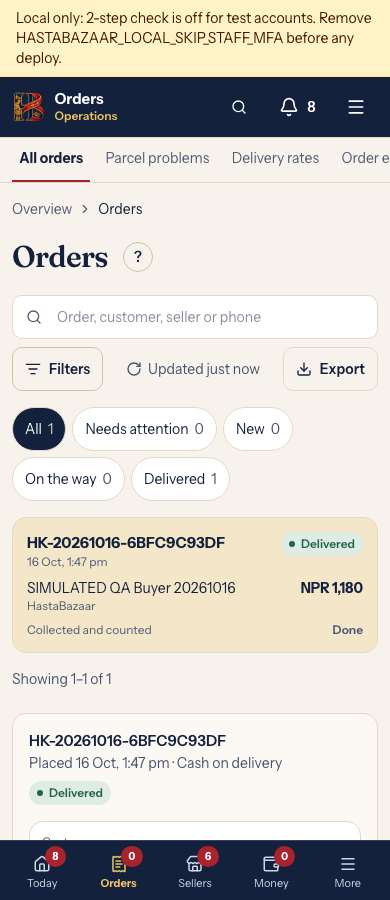 Local only: 2-step check is off for test accounts. Remove
HASTABAZAAR_LOCAL_SKIP_STAFF_MFA before any
deploy.
Orders
Operations
8
All orders
Parcel problems
Delivery rates
Order e
Overview > Orders
Orders
?
Order, customer, seller or phone
Filters
Updated just now
Export
All 1
Needs attention 0
New 0
On the way 0
Delivered 1
HK-20261016-6BFC9C93DF
Delivered
16 Oct, 1:47 pm
SIMULATED QA Buyer 20261016
NPR 1,180
HastaBazaar
Collected and counted
Done
Showing 1–1 of 1
HK-20261016-6BFC9C93DF
Placed 16 Oct, 1:47 pm · Cash on delivery
Delivered
8
0
6
0
Today
Orders
Sellers
Money
More